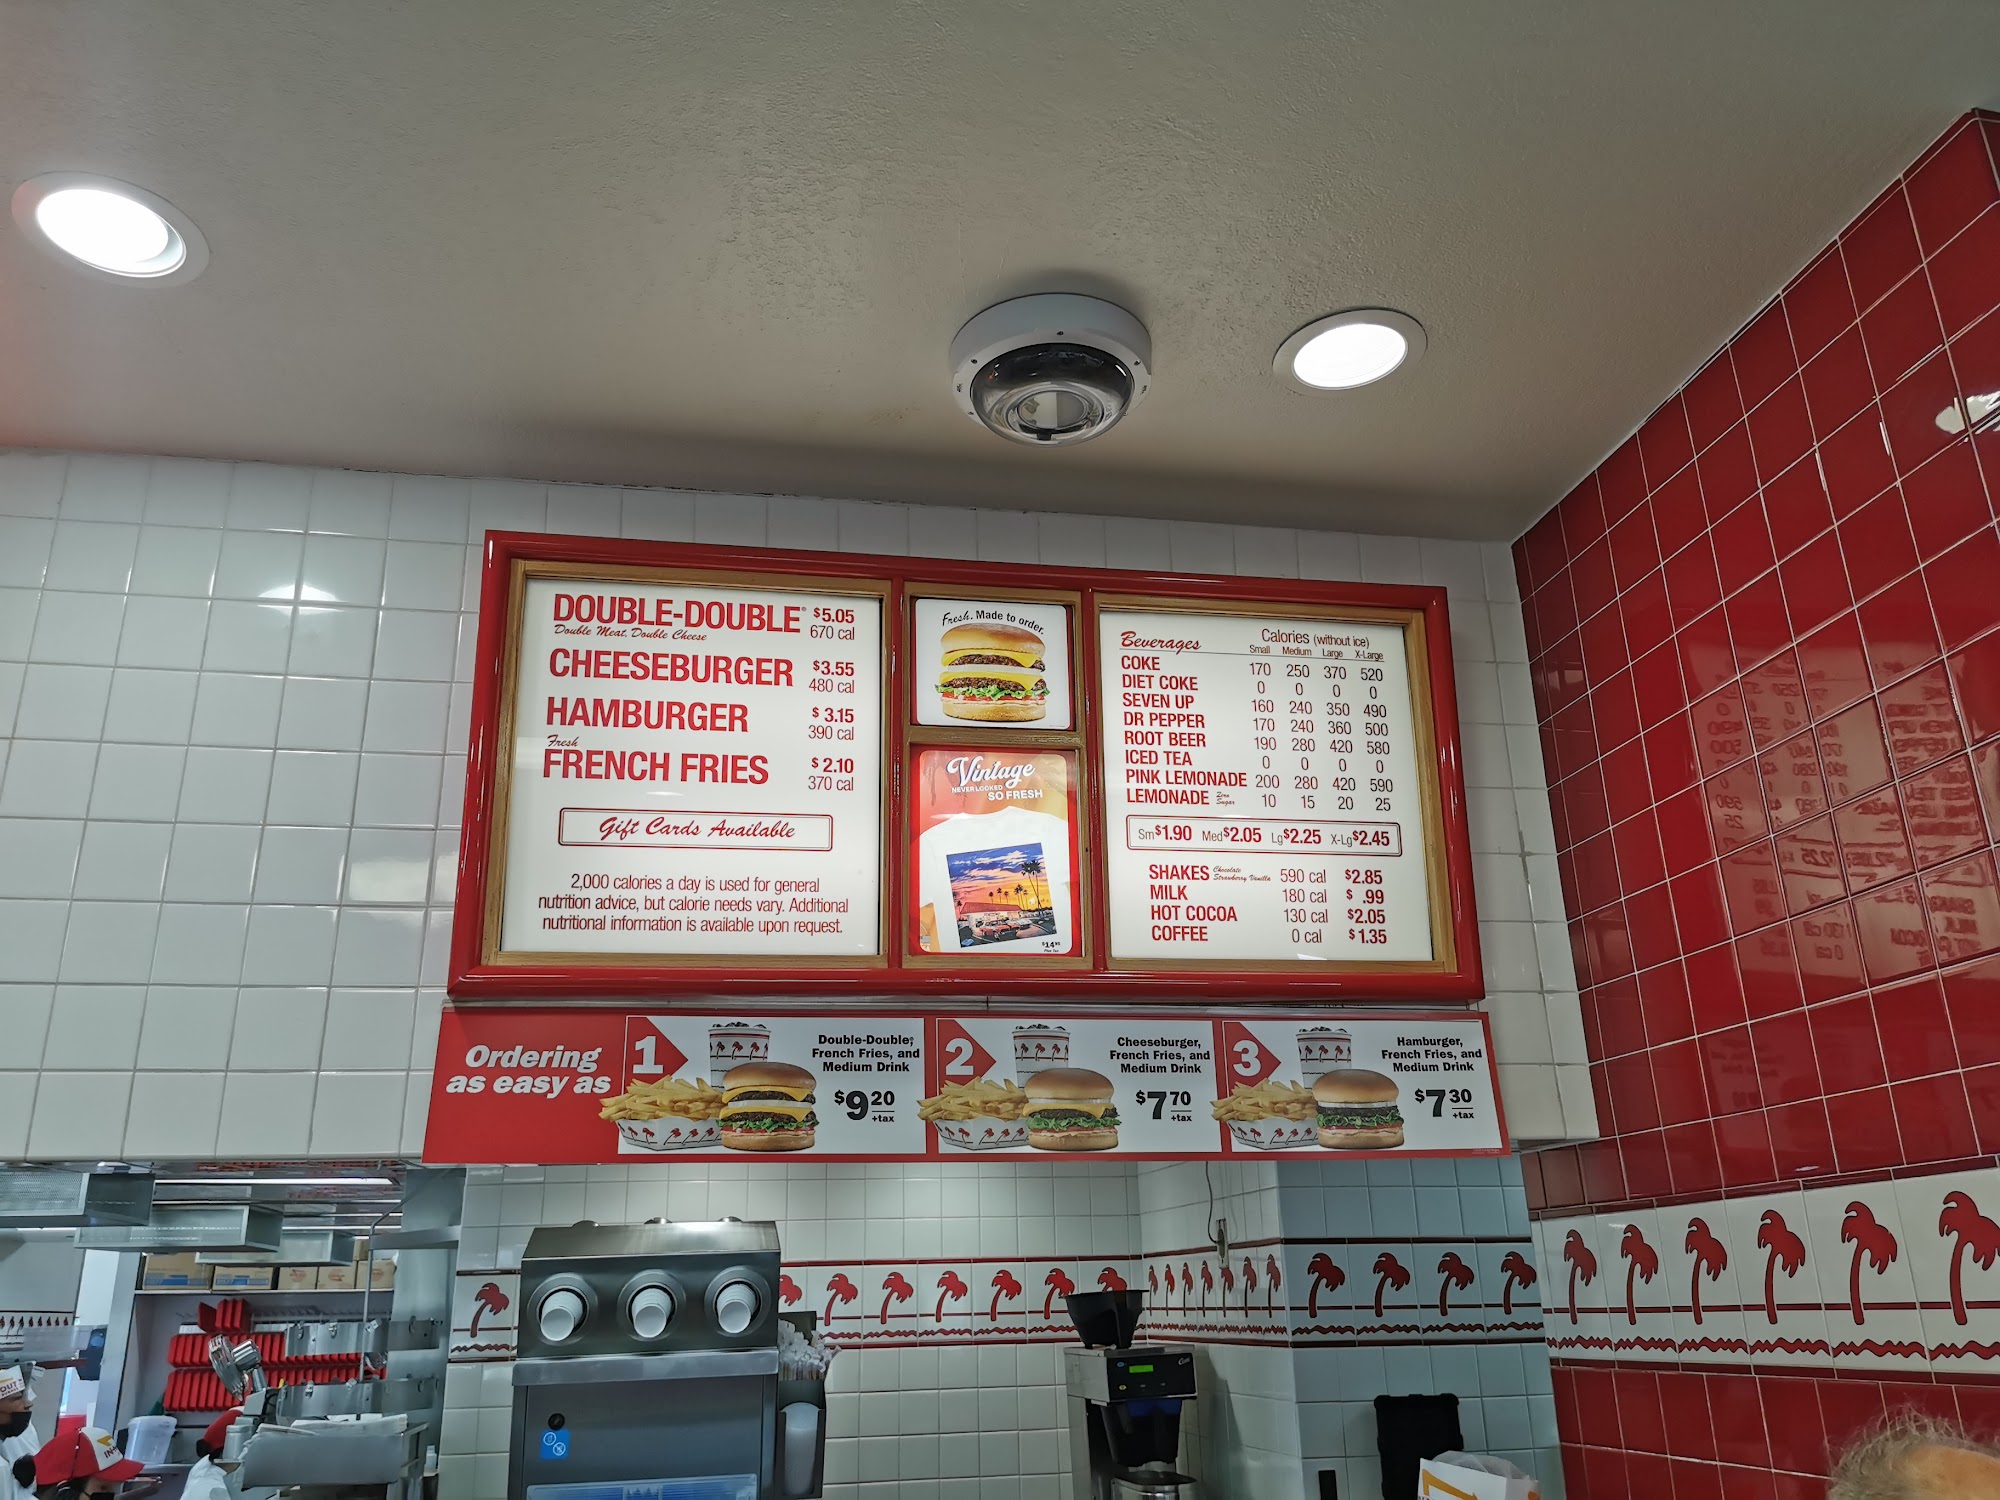 DOUBLE-DOUBLE® $5.05
Double Meat, Double Cheese 670 cal
CHEESEBURGER $3.55
480 cal
HAMBURGER $3.15
390 cal
Fresh
FRENCH FRIES $2.10
370 cal
Gift Cards Available
2,000 calories a day is used for general
nutrition advice, but calorie needs vary. Additional
nutritional information is available upon request.
Fresh. Made to order.
Vintage
NEVER LOOKED
SO FRESH
$14
Beverages Calories (without ice)
Small Medium Large X-Large
COKE 170 250 370 520
DIET COKE 0 0 0 0
SEVEN UP 160 240 350 490
DR PEPPER 170 240 360 500
ROOT BEER 190 280 420 580
ICED TEA 0 0 0 0
PINK LEMONADE 200 280 420 590
LEMONADE Zero Sugar 10 15 20 25
Sm$1.90 Med$2.05 Lg$2.25 X-Lg$2.45
SHAKES Chocolate Strawberry Vanilla 590 cal $2.85
MILK 180 cal $ .99
HOT COCOA 130 cal $2.05
COFFEE 0 cal $1.35
Ordering
as easy as
1
Double-Double®,
French Fries, and
Medium Drink
$9.20
+tax
2
Cheeseburger,
French Fries, and
Medium Drink
$7.70
+tax
3
Hamburger,
French Fries, and
Medium Drink
$7.30
+tax